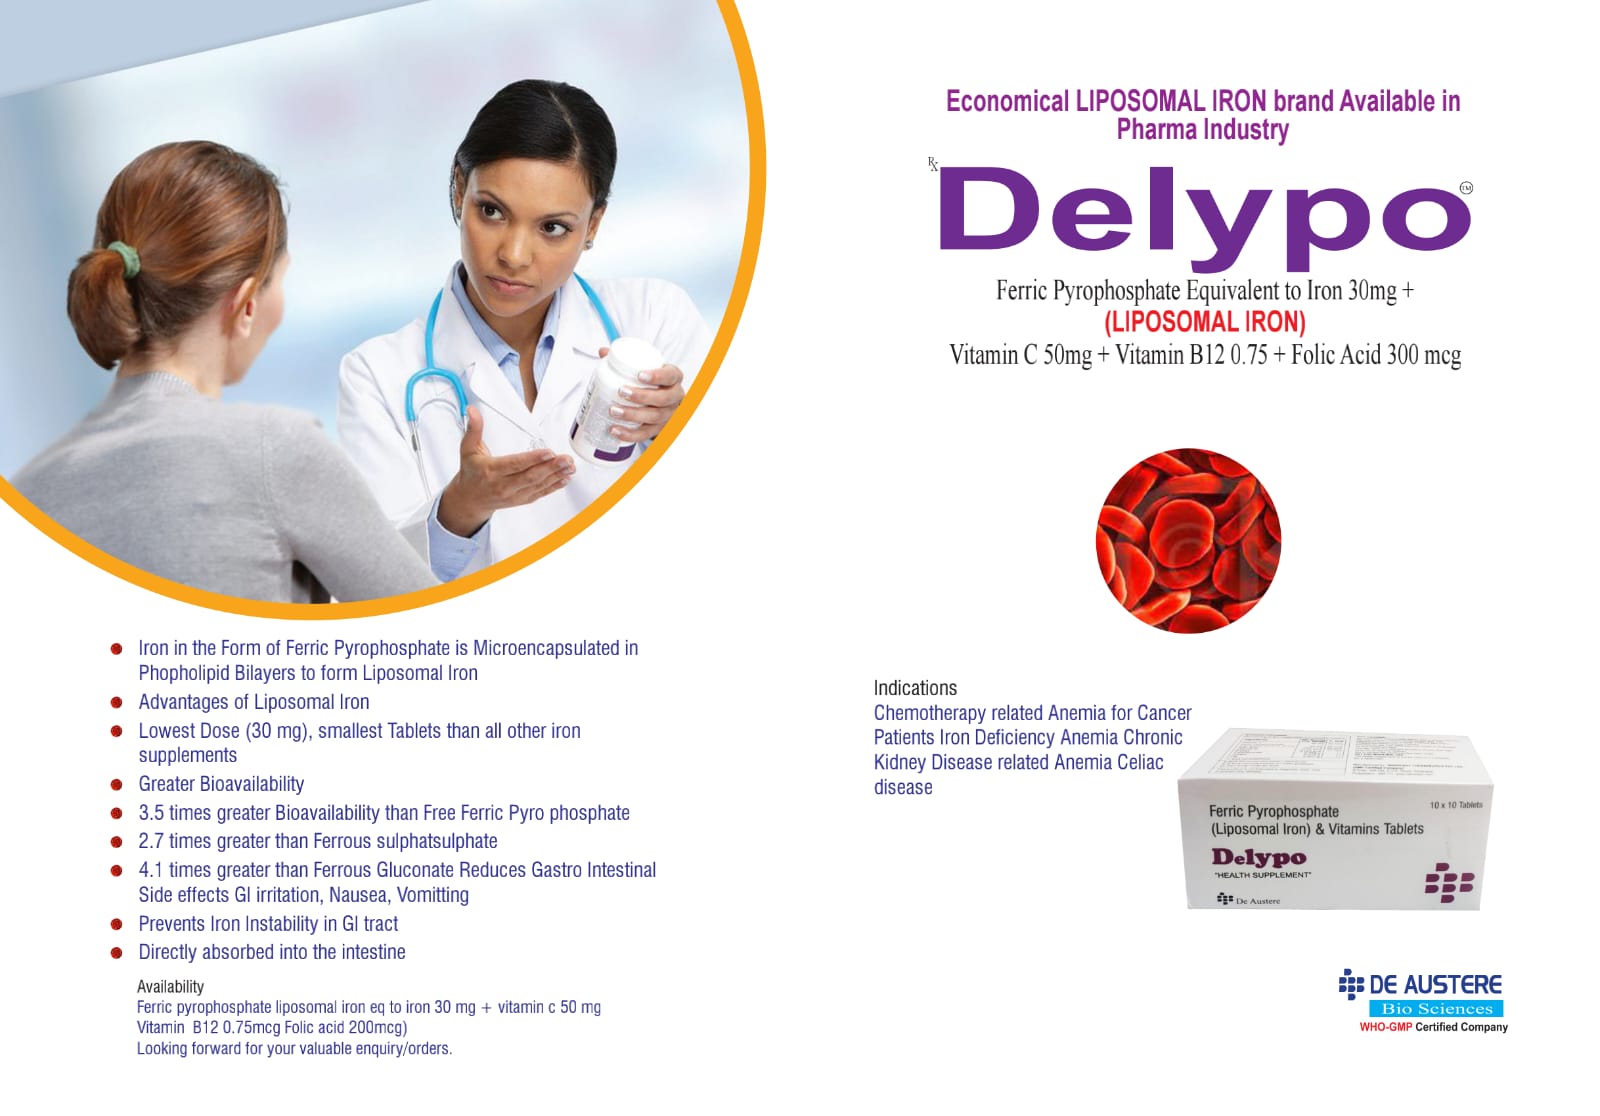 Iron in the Form of Ferric Pyrophosphate is Microencapsulated in
Phopholipid Bilayers to form Liposomal Iron
Advantages of Liposomal Iron
Lowest Dose (30 mg), smallest Tablets than all other iron
supplements
Greater Bioavailability
3.5 times greater Bioavailability than Free Ferric Pyro phosphate
2.7 times greater than Ferrous sulphatsulphate
4.1 times greater than Ferrous Gluconate Reduces Gastro Intestinal
Side effects GI irritation, Nausea, Vomitting
Prevents Iron Instability in GI tract
Directly absorbed into the intestine
Availability
Ferric pyrophosphate liposomal iron eq to iron 30 mg + vitamin c 50 mg
Vitamin B12 0.75mcg Folic acid 200mcg)
Looking forward for your valuable enquiry/orders.
Economical LIPOSOMAL IRON brand Available in
Pharma Industry
Rx
Delypo TM
Ferric Pyrophosphate Equivalent to Iron 30mg +
(LIPOSOMAL IRON)
Vitamin C 50mg + Vitamin B12 0.75 + Folic Acid 300 mcg
Indications
Chemotherapy related Anemia for Cancer
Patients Iron Deficiency Anemia Chronic
Kidney Disease related Anemia Celiac
disease
Ferric Pyrophosphate 10 x 10 Tablets
(Liposomal Iron) & Vitamins Tablets
Delypo
"HEALTH SUPPLEMENT"
De Austere
DE AUSTERE
Bio Sciences
WHO-GMP Certified Company